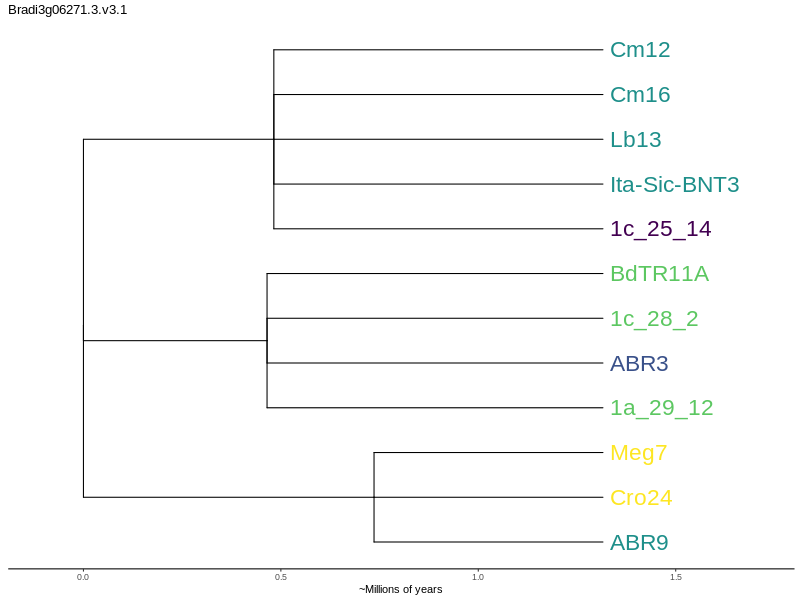 Bradi3g06271.3.v3.1
Cm12
Cm16
Lb13
Ita-Sic-BNT3
1c_25_14
BdTR11A
1c_28_2
ABR3
1a_29_12
Meg7
Cro24
ABR9
0.0 0.5 1.0 1.5
~Millions of years